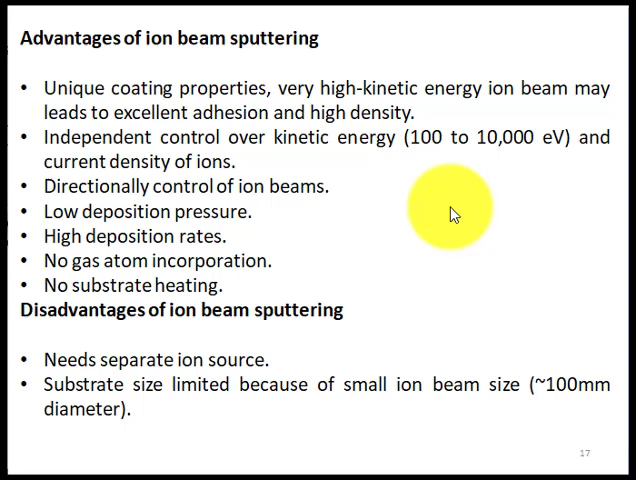 Advantages of ion beam sputtering
• Unique coating properties, very high-kinetic energy ion beam may
leads to excellent adhesion and high density.
• Independent control over kinetic energy (100 to 10,000 eV) and
current density of ions.
• Directionally control of ion beams.
• Low deposition pressure.
• High deposition rates.
• No gas atom incorporation.
• No substrate heating.
Disadvantages of ion beam sputtering
• Needs separate ion source.
• Substrate size limited because of small ion beam size (~100mm
diameter).
17